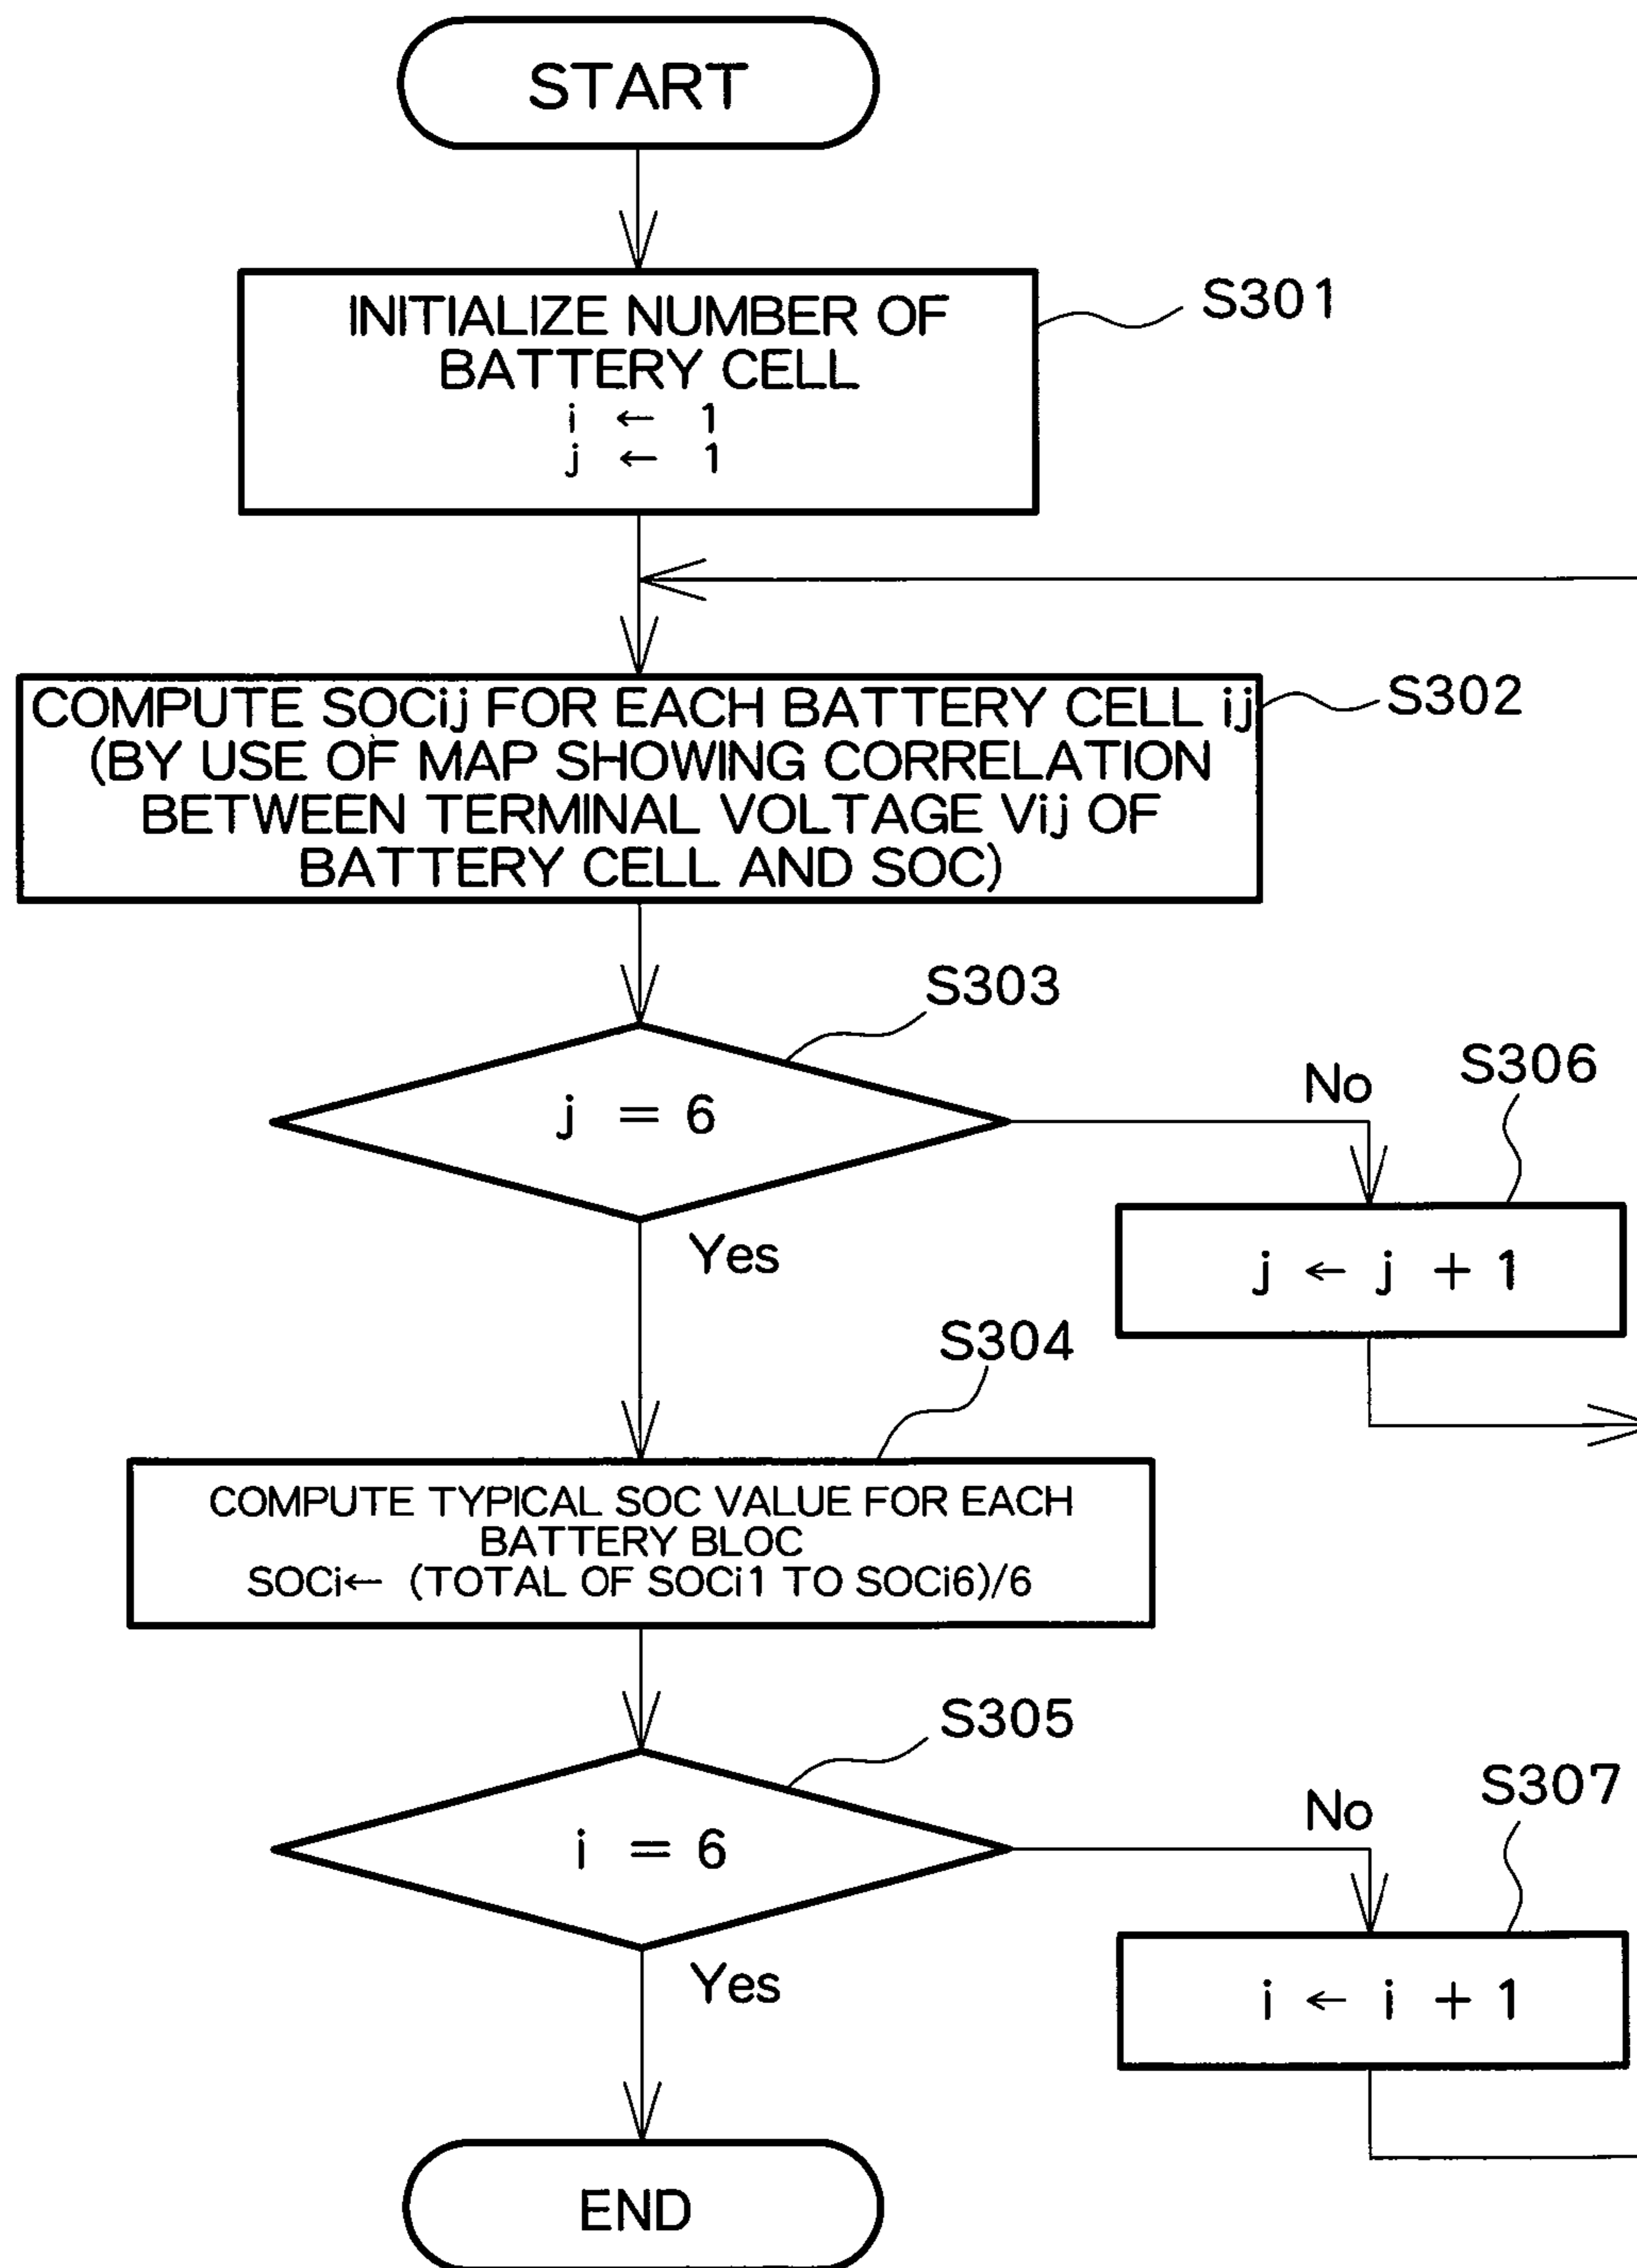 START
INITIALIZE NUMBER OF
BATTERY CELL
i ← 1
j ← 1
S301
COMPUTE SOCij FOR EACH BATTERY CELL ij
(BY USE OF MAP SHOWING CORRELATION
BETWEEN TERMINAL VOLTAGE Vij OF
BATTERY CELL AND SOC)
S302
S303
j = 6
No
S306
Yes
j ← j + 1
S304
COMPUTE TYPICAL SOC VALUE FOR EACH
BATTERY BLOC
SOCi← (TOTAL OF SOCi1 TO SOCi6)/6
S305
i = 6
No
S307
Yes
i ← i + 1
END